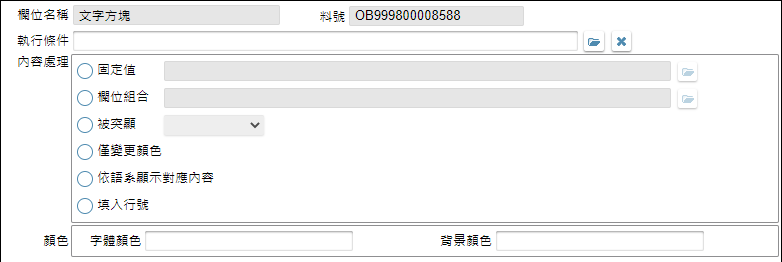 欄位名稱 文字方塊 料號 OB999800008588
執行條件
內容處理
固定值
欄位組合
被突顯
僅變更顏色
依語系顯示對應內容
填入行號
顏色 字體顏色 背景顏色